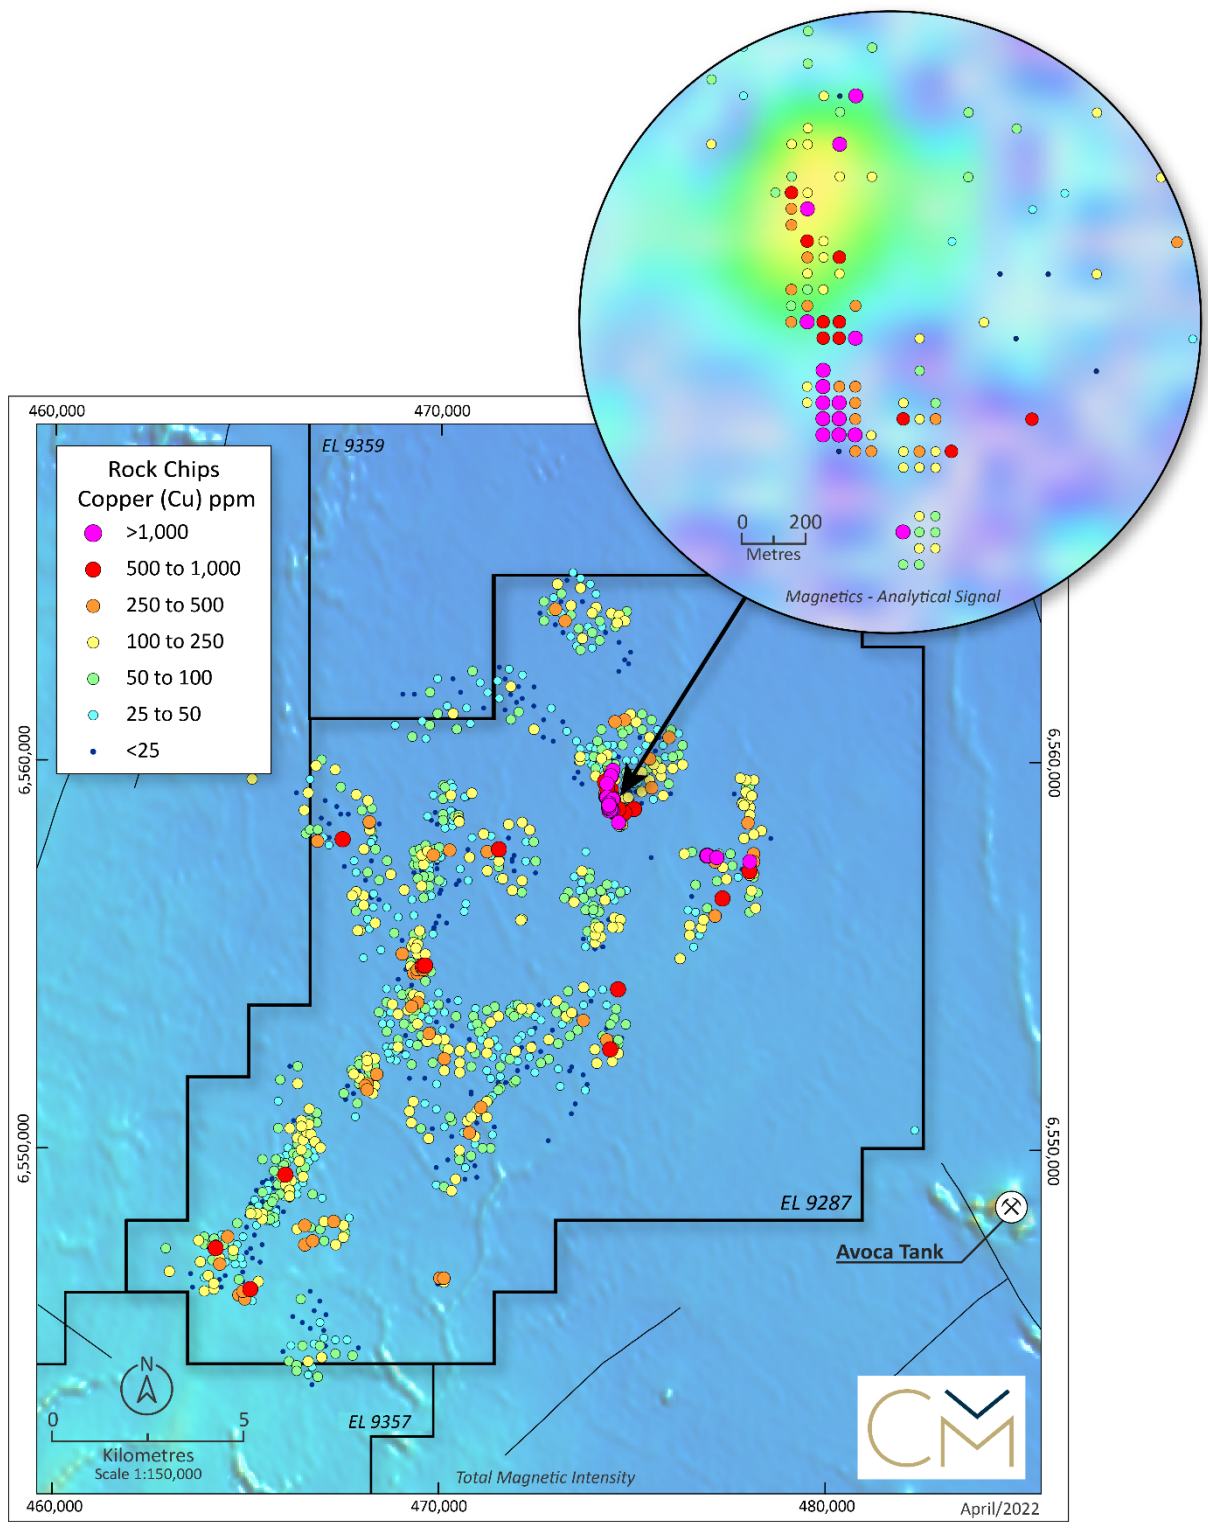 0 200
Metres
Magnetics - Analytical Signal
460,000 470,000
EL 9359
Rock Chips
Copper (Cu) ppm
>1,000
500 to 1,000
250 to 500
100 to 250
50 to 100
25 to 50
<25
6,560,000
6,560,000
6,550,000
6,550,000
EL 9287
Avoca Tank
N
0 5
Kilometres
Scale 1:150,000
EL 9357
Total Magnetic Intensity
CM
460,000 470,000 480,000
April/2022